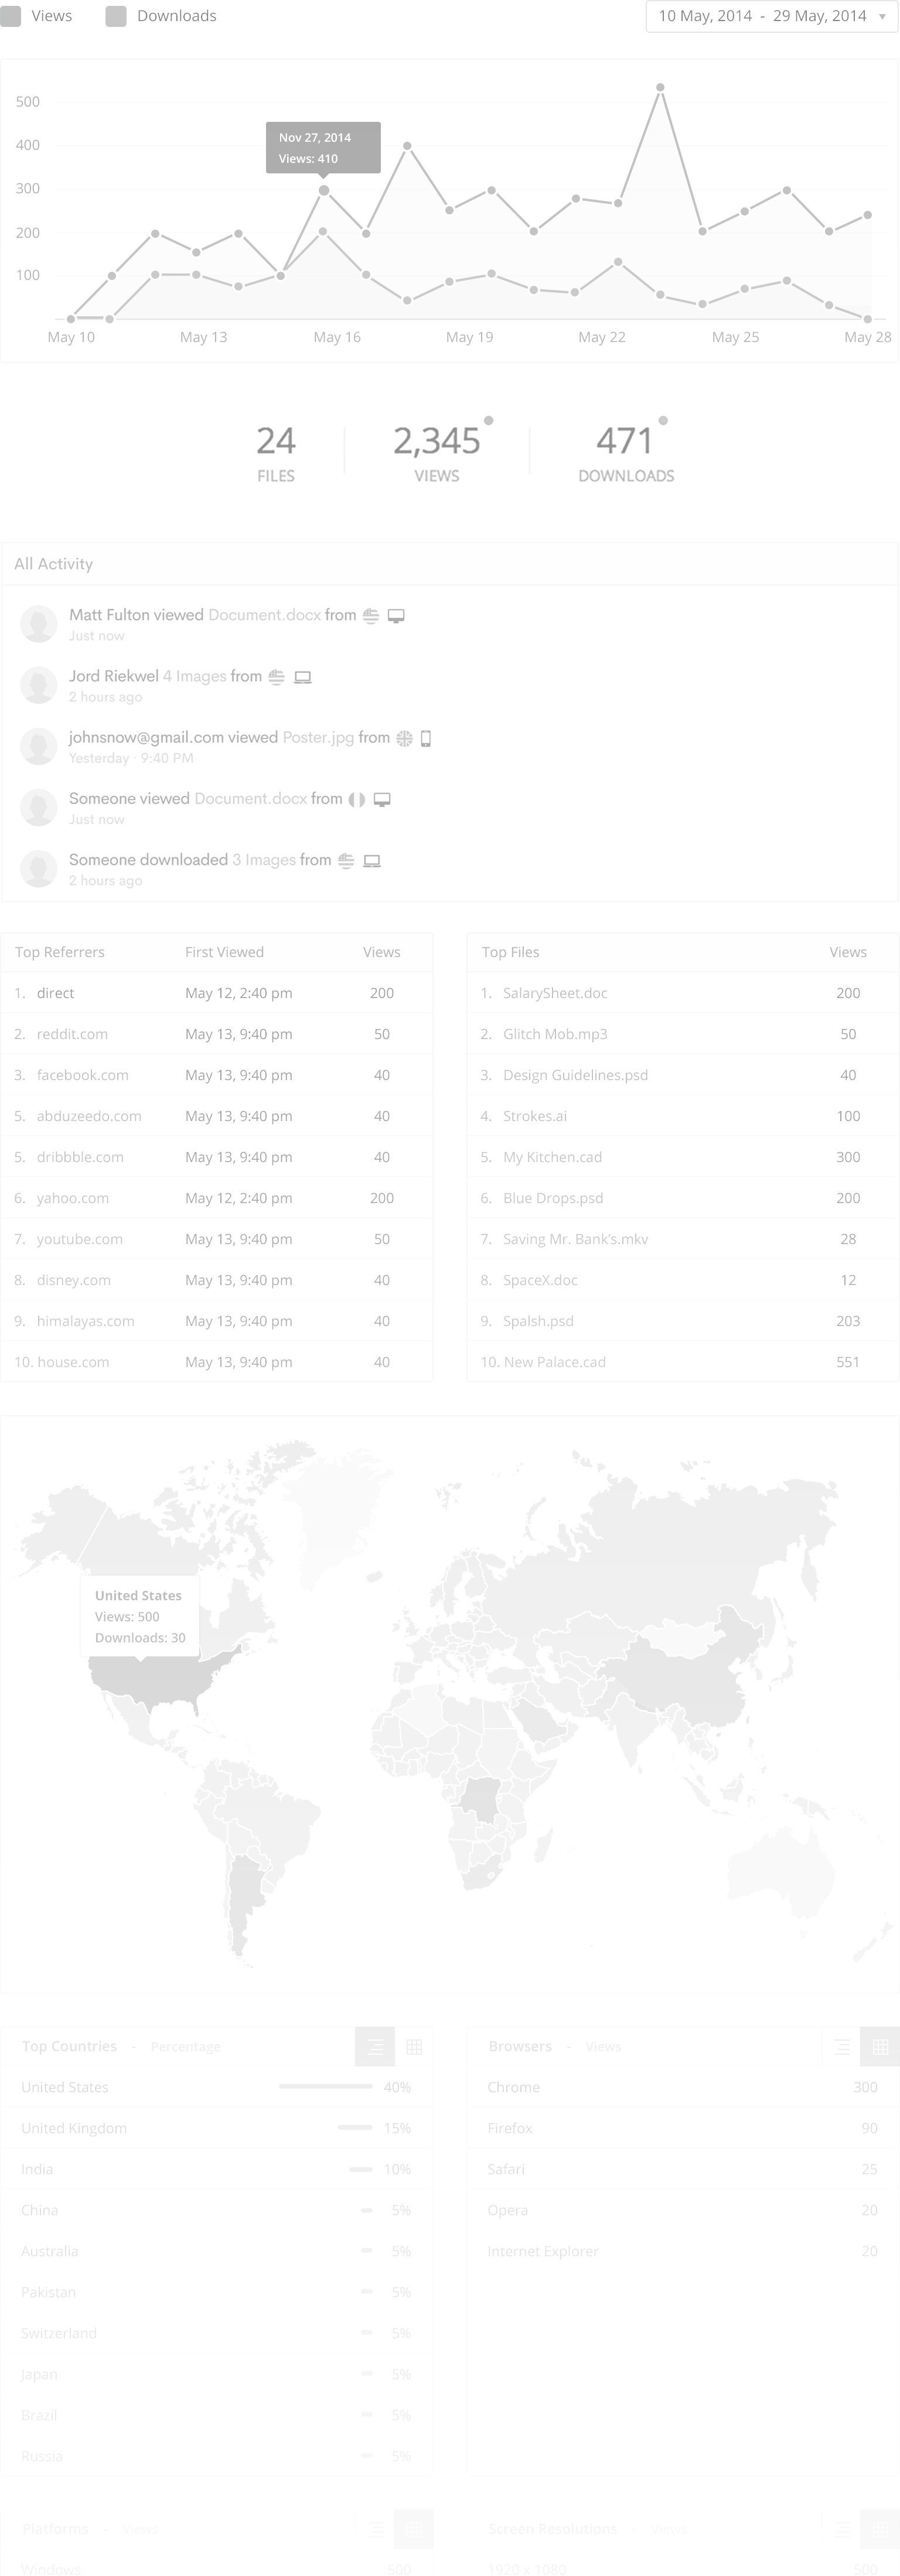 Views Downloads 10 May, 2014 - 29 May, 2014
500
400
300
200
100
Nov 27, 2014
Views: 410
May 10 May 13 May 16 May 19 May 22 May 25 May 28
24 2,345 471
FILES VIEWS DOWNLOADS
All Activity
Matt Fulton viewed Document.docx from
Just now
Jord Riekwel 4 Images from
2 hours ago
johnsnow@gmail.com viewed Poster.jpg from
Yesterday · 9:40 PM
Someone viewed Document.docx from
Just now
Someone downloaded 3 Images from
2 hours ago
Top Referrers First Viewed Views
1. direct May 12, 2:40 pm 200
2. reddit.com May 13, 9:40 pm 50
3. facebook.com May 13, 9:40 pm 40
5. abduzeedo.com May 13, 9:40 pm 40
5. dribbble.com May 13, 9:40 pm 40
6. yahoo.com May 12, 2:40 pm 200
7. youtube.com May 13, 9:40 pm 50
8. disney.com May 13, 9:40 pm 40
9. himalayas.com May 13, 9:40 pm 40
10. house.com May 13, 9:40 pm 40
Top Files Views
1. SalarySheet.doc 200
2. Glitch Mob.mp3 50
3. Design Guidelines.psd 40
4. Strokes.ai 100
5. My Kitchen.cad 300
6. Blue Drops.psd 200
7. Saving Mr. Bank's.mkv 28
8. SpaceX.doc 12
9. Spalsh.psd 203
10. New Palace.cad 551
United States
Views: 500
Downloads: 30
Top Countries - Percentage
United States 40%
United Kingdom 15%
India 10%
China 5%
Australia 5%
Pakistan 5%
Switzerland 5%
Japan 5%
Brazil 5%
Russia 5%
Browsers - Views
Chrome 300
Firefox 90
Safari 25
Opera 20
Internet Explorer 20
Platforms - Views
Windows 500
Screen Resolutions - Views
1920 x 1080 500